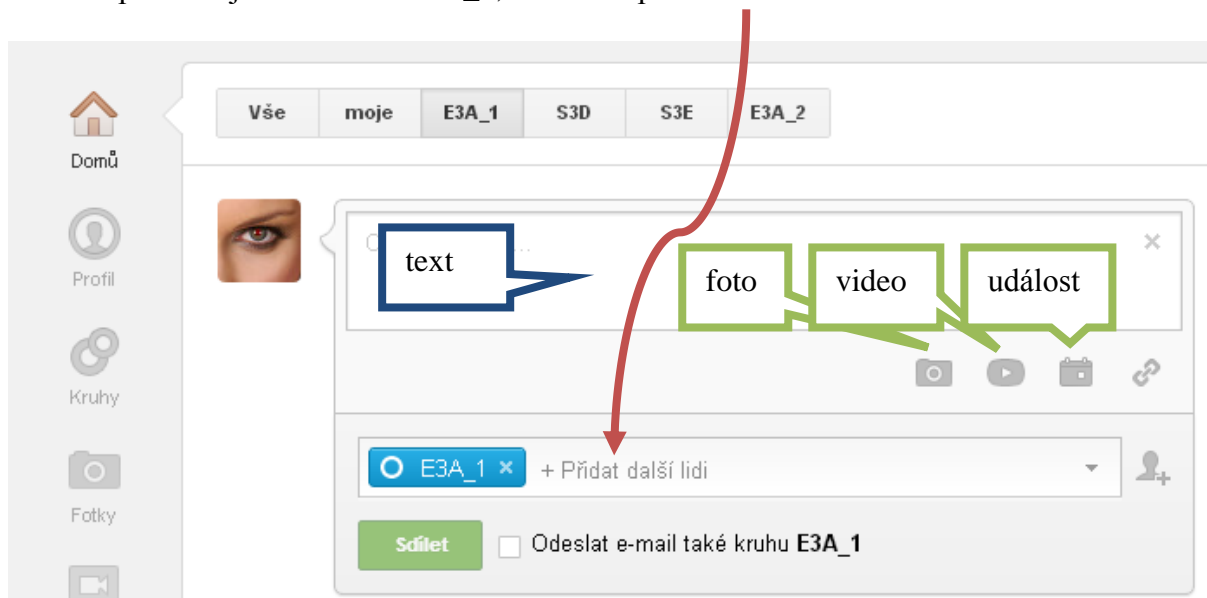 Vše moje E3A_1 S3D S3E E3A_2
Domů
text
foto video událost
Profil
Kruhy
E3A_1 × + Přidat další lidi
Fotky
Sdílet Odeslat e-mail také kruhu E3A_1